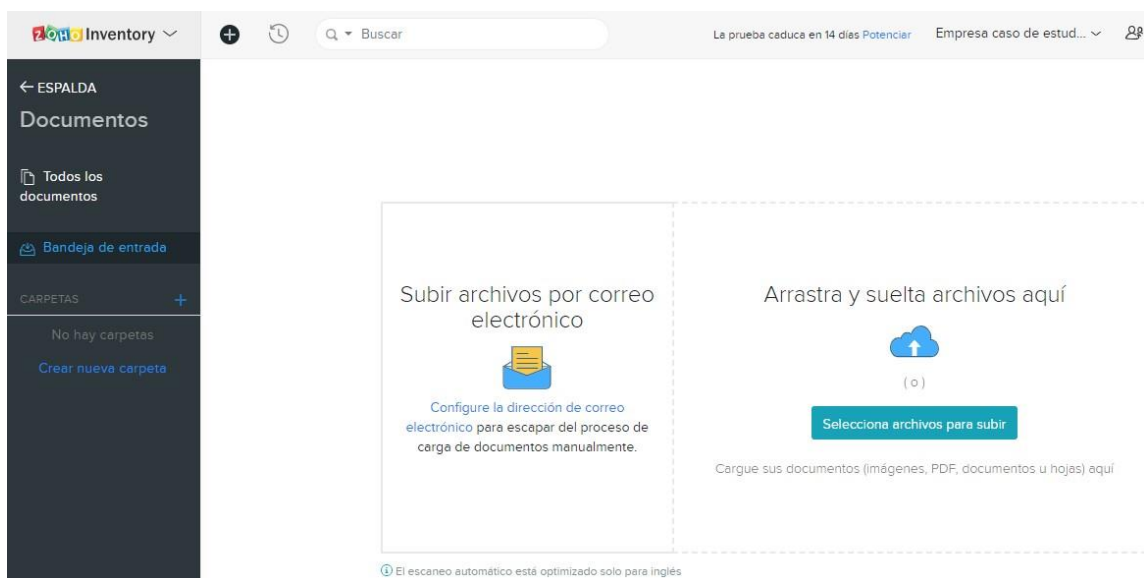 ZOHO Inventory
Buscar
La prueba caduca en 14 días Potenciar
Empresa caso de estud...
ESPALDA
Documentos
Todos los
documentos
Bandeja de entrada
CARPETAS +
No hay carpetas
Crear nueva carpeta
Subir archivos por correo
electrónico
Configure la dirección de correo
electrónico para escapar del proceso de
carga de documentos manualmente.
Arrastra y suelta archivos aquí
( o )
Selecciona archivos para subir
Cargue sus documentos (imágenes, PDF, documentos u hojas) aquí
El escaneo automático está optimizado solo para inglés